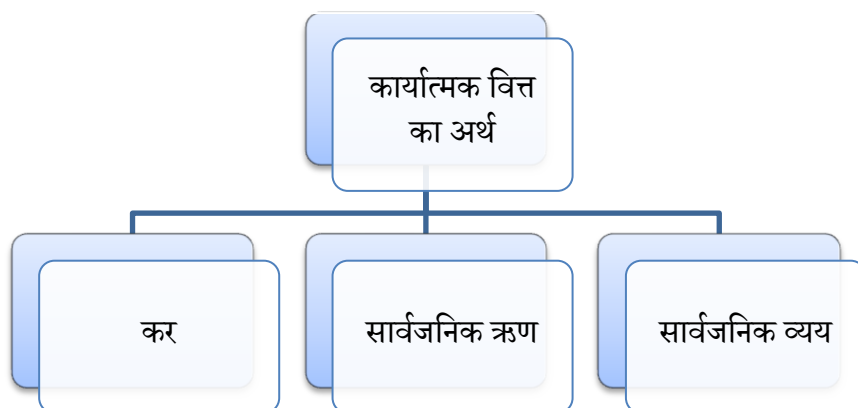 कार्यात्मक वित्त
का अर्थ
कर
सार्वजनिक ऋण
सार्वजनिक व्यय